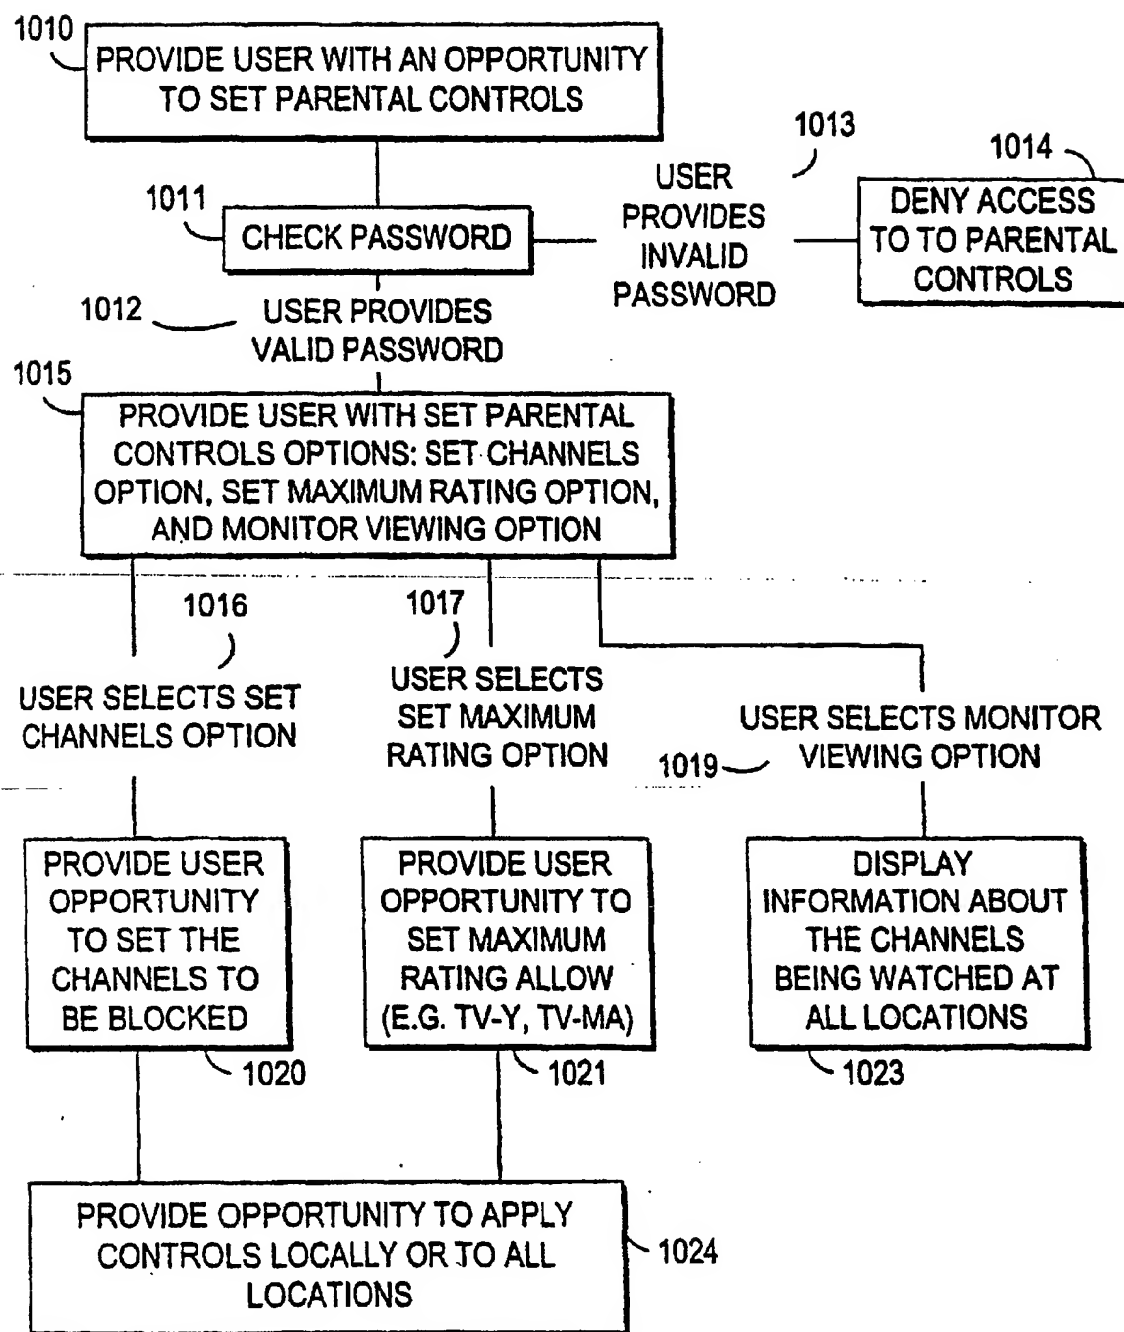 1010
PROVIDE USER WITH AN OPPORTUNITY
TO SET PARENTAL CONTROLS
1011
CHECK PASSWORD
1013
USER
PROVIDES
INVALID
PASSWORD
1014
DENY ACCESS
TO TO PARENTAL
CONTROLS
1012
USER PROVIDES
VALID PASSWORD
1015
PROVIDE USER WITH SET PARENTAL
CONTROLS OPTIONS: SET CHANNELS
OPTION, SET MAXIMUM RATING OPTION,
AND MONITOR VIEWING OPTION
1016
USER SELECTS SET
CHANNELS OPTION
1017
USER SELECTS
SET MAXIMUM
RATING OPTION
USER SELECTS MONITOR
VIEWING OPTION
1019
PROVIDE USER
OPPORTUNITY
TO SET THE
CHANNELS TO
BE BLOCKED
1020
PROVIDE USER
OPPORTUNITY TO
SET MAXIMUM
RATING ALLOW
(E.G. TV-Y, TV-MA)
1021
DISPLAY
INFORMATION ABOUT
THE CHANNELS
BEING WATCHED AT
ALL LOCATIONS
1023
PROVIDE OPPORTUNITY TO APPLY
CONTROLS LOCALLY OR TO ALL
LOCATIONS
1024